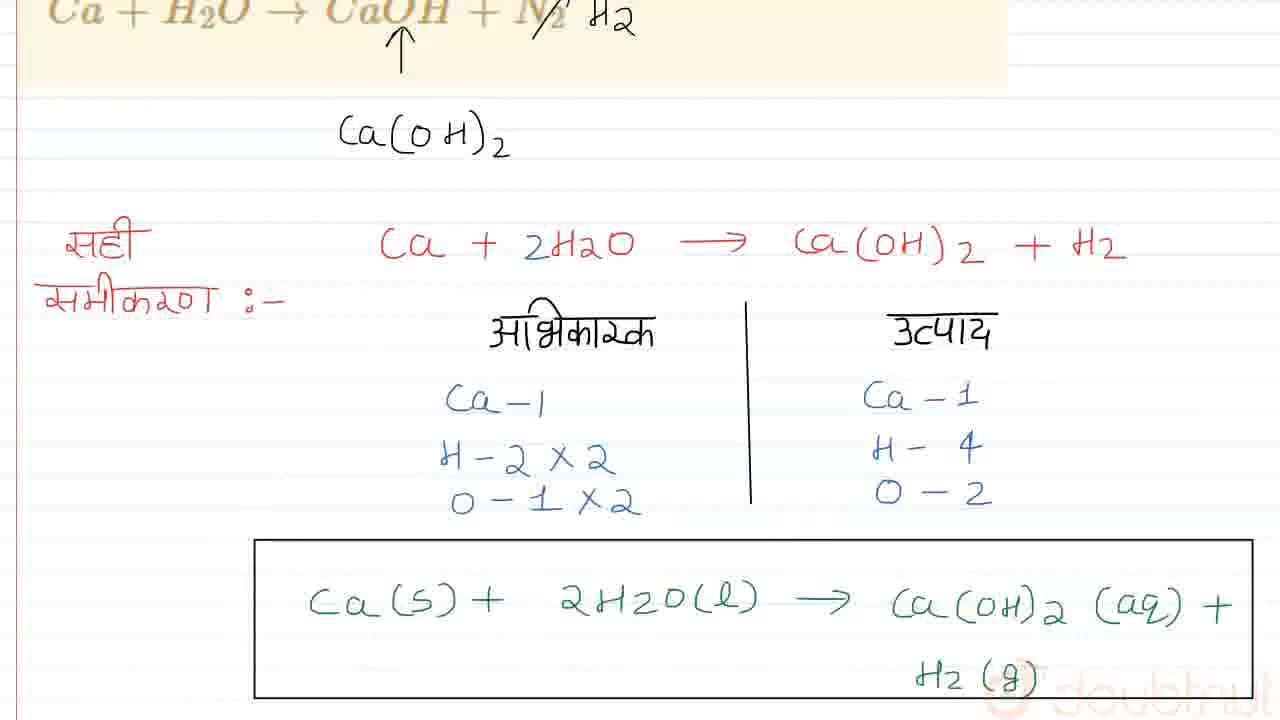 Ca + H₂O → CaOH + N₂ H₂
↑
Ca(OH)₂
सही समीकरण :- Ca + 2H2O → Ca(OH)₂ + H₂
अभिकारक उत्पाद
Ca – 1 Ca – 1
H – 2 × 2 H – 4
O – 1 × 2 O – 2
Ca(s) + 2H2O(l) → Ca(OH)₂ (aq) +
H₂ (g)
doubtnut